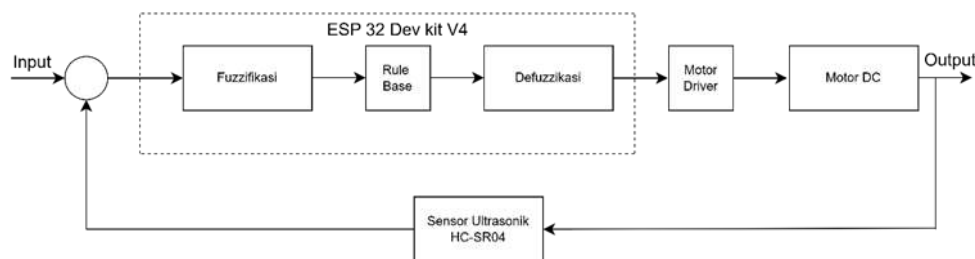 ESP 32 Dev kit V4
Input
Fuzzifikasi
Rule
Base
Defuzzikasi
Motor
Driver
Motor DC
Output
Sensor Ultrasonik
HC-SR04